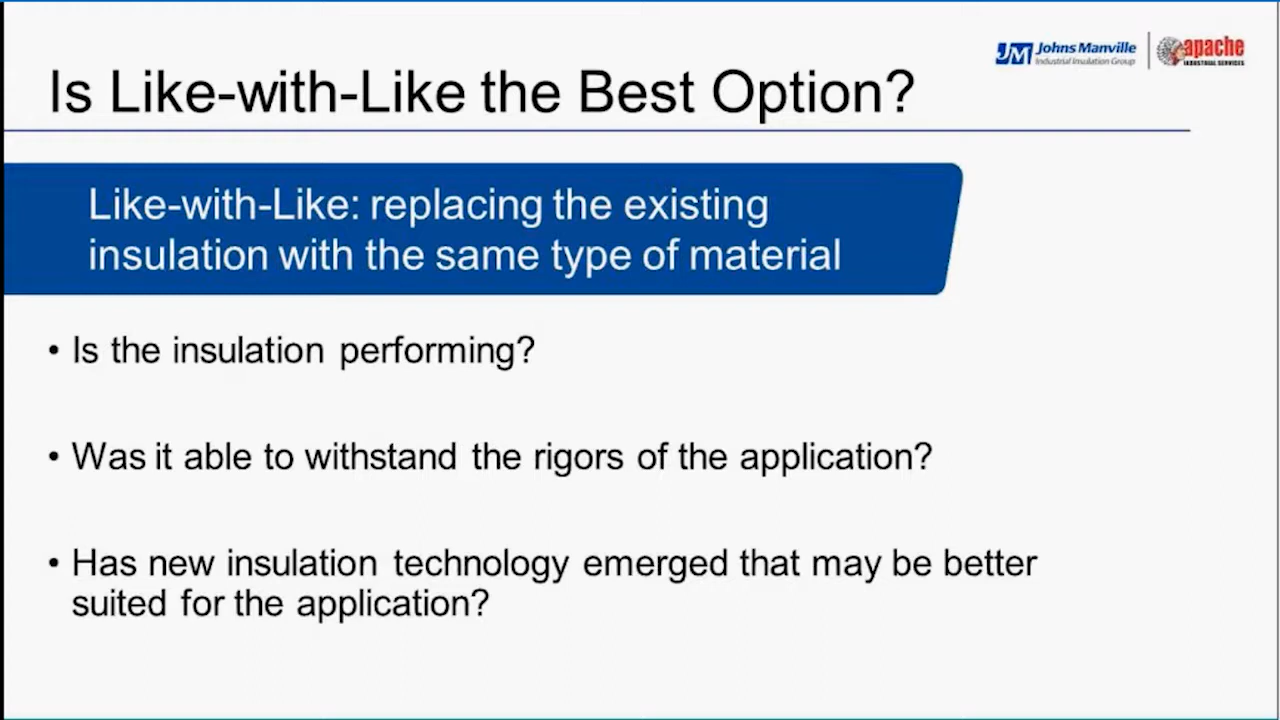 JM Johns Manville
Industrial Insulation Group
apache
INDUSTRIAL SERVICES
Is Like-with-Like the Best Option?
Like-with-Like: replacing the existing
insulation with the same type of material
• Is the insulation performing?
• Was it able to withstand the rigors of the application?
• Has new insulation technology emerged that may be better
suited for the application?